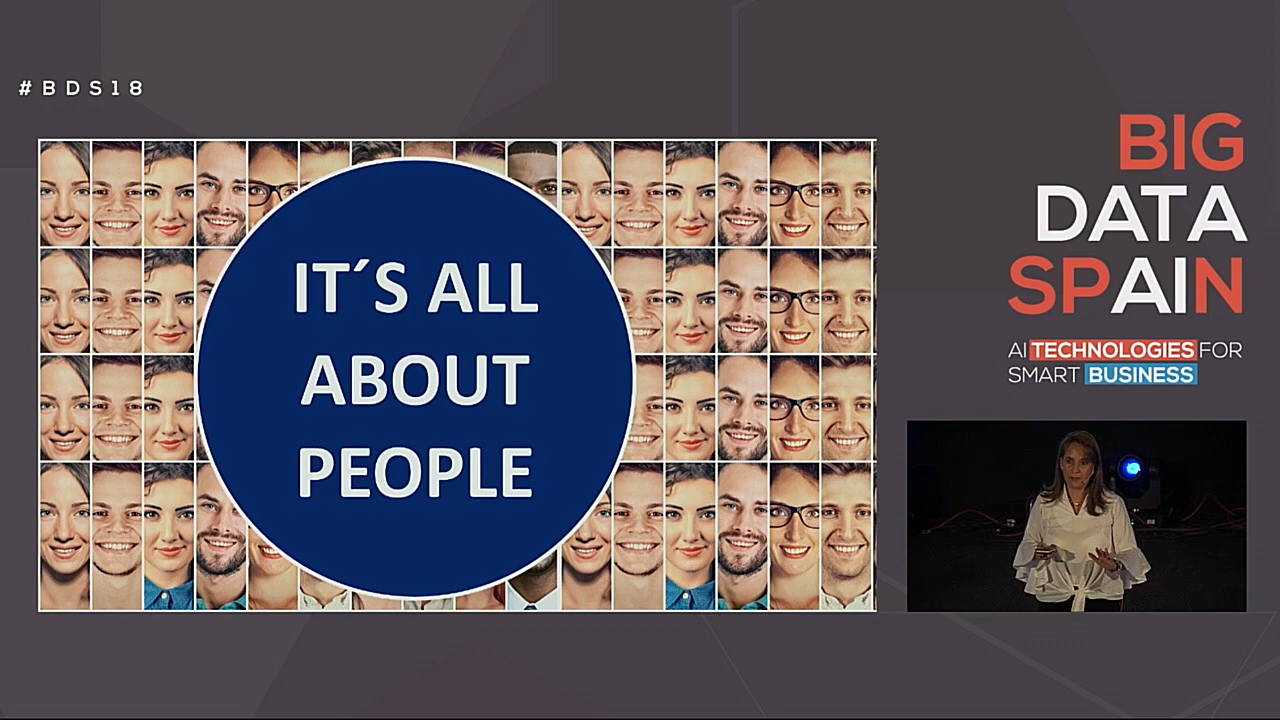 #BDS18
IT´S ALL
ABOUT
PEOPLE
BIG
DATA
SPAIN
AI TECHNOLOGIES FOR
SMART BUSINESS